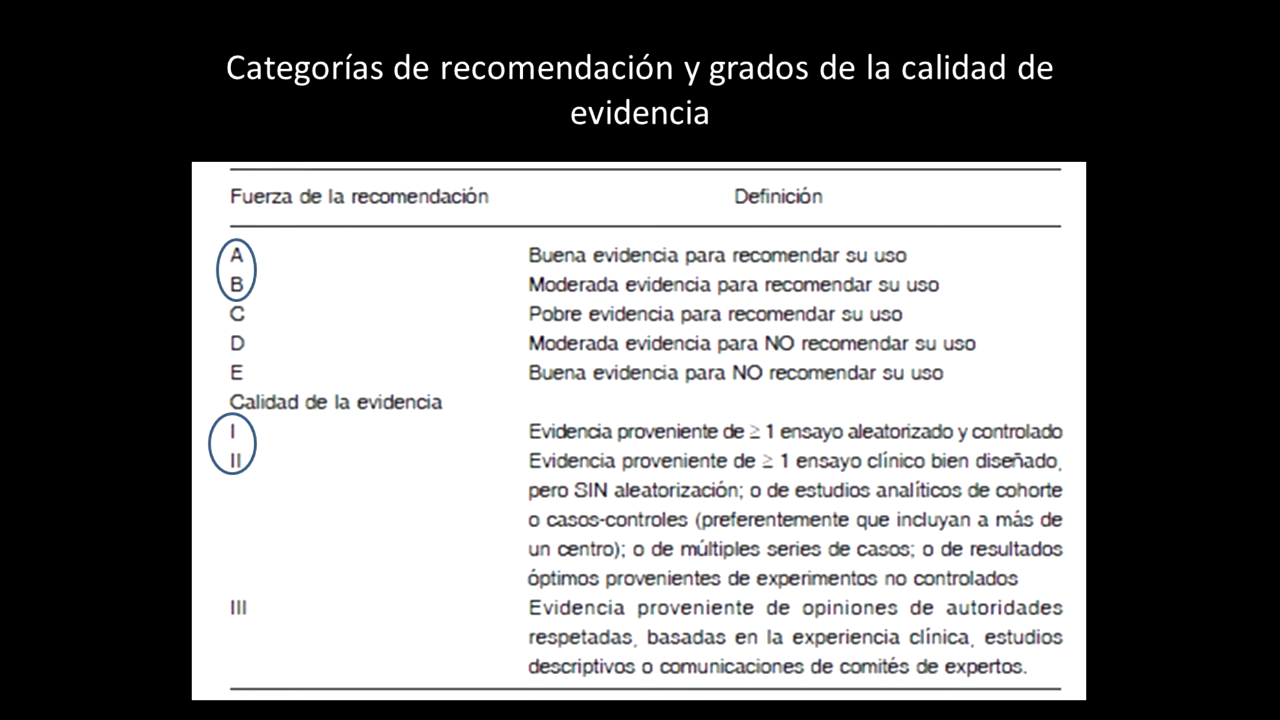 Categorías de recomendación y grados de la calidad de
evidencia
Fuerza de la recomendación Definición
A Buena evidencia para recomendar su uso
B Moderada evidencia para recomendar su uso
C Pobre evidencia para recomendar su uso
D Moderada evidencia para NO recomendar su uso
E Buena evidencia para NO recomendar su uso
Calidad de la evidencia
I Evidencia proveniente de ≥ 1 ensayo aleatorizado y controlado
II Evidencia proveniente de ≥ 1 ensayo clínico bien diseñado,
pero SIN aleatorización; o de estudios analíticos de cohorte
o casos-controles (preferentemente que incluyan a más de
un centro); o de múltiples series de casos; o de resultados
óptimos provenientes de experimentos no controlados
III Evidencia proveniente de opiniones de autoridades
respetadas, basadas en la experiencia clínica, estudios
descriptivos o comunicaciones de comités de expertos.